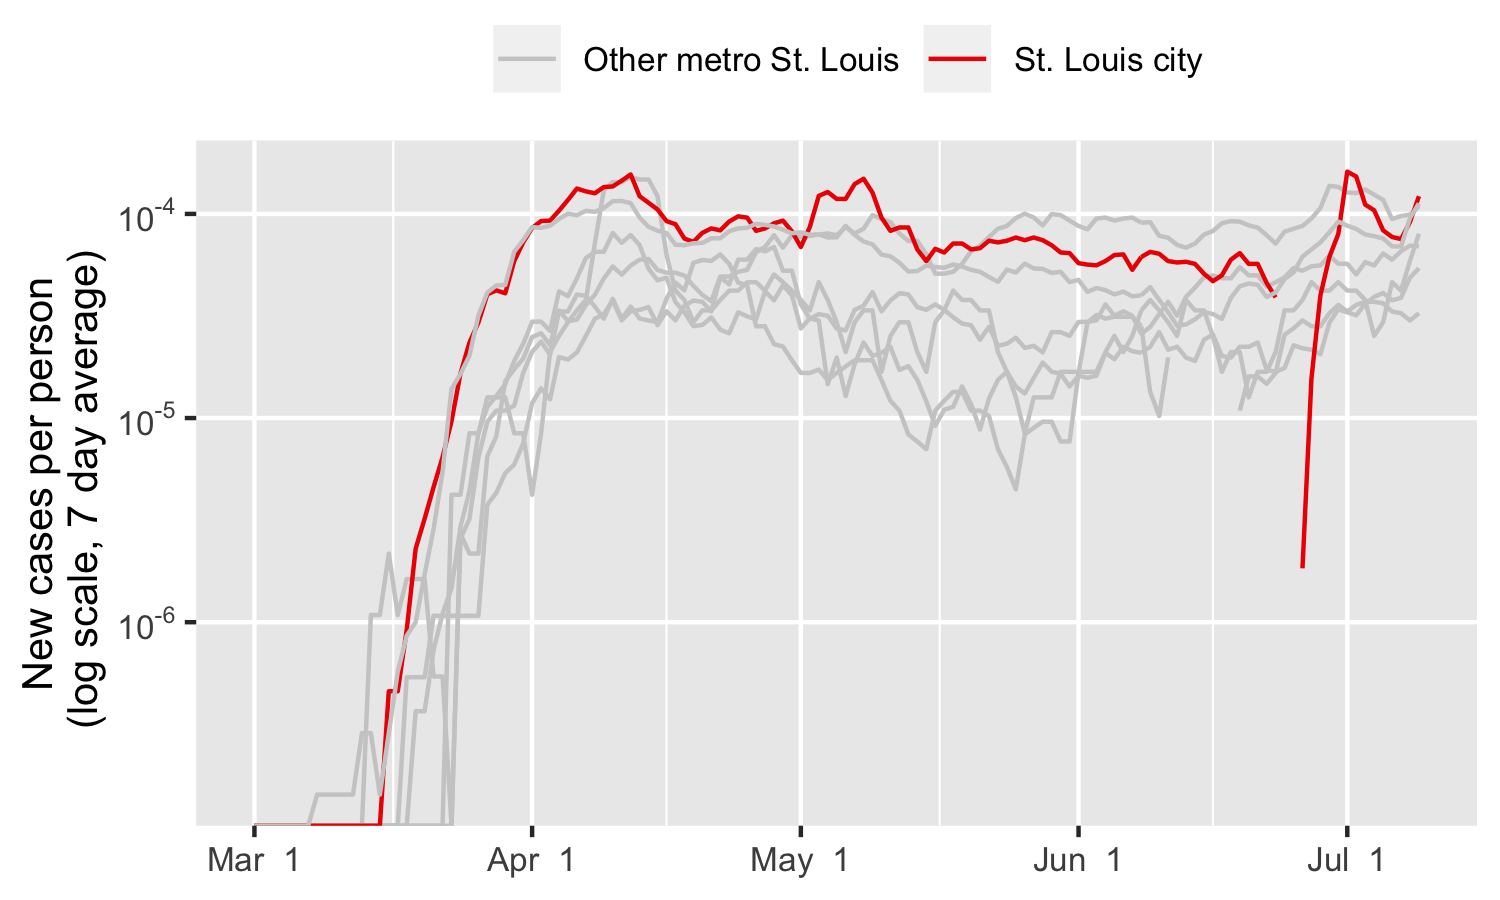 Other metro St. Louis St. Louis city
New cases per person
(log scale, 7 day average)
10-4
10-5
10-6
Mar 1 Apr 1 May 1 Jun 1 Jul 1